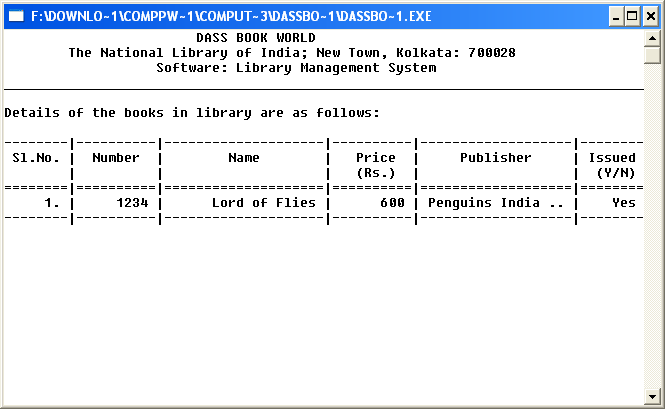 F:\DOWNLO~1\COMPPW~1\COMPUT~3\DASSBO~1\DASSBO~1.EXE
DASS BOOK WORLD
The National Library of India; New Town, Kolkata: 700028
Software: Library Management System
Details of the books in library are as follows:
Sl.No. | Number | Name | Price | Publisher | Issued
| | | (Rs.) | | (Y/N)
1. | 1234 | Lord of Flies | 600 | Penguins India .. | Yes